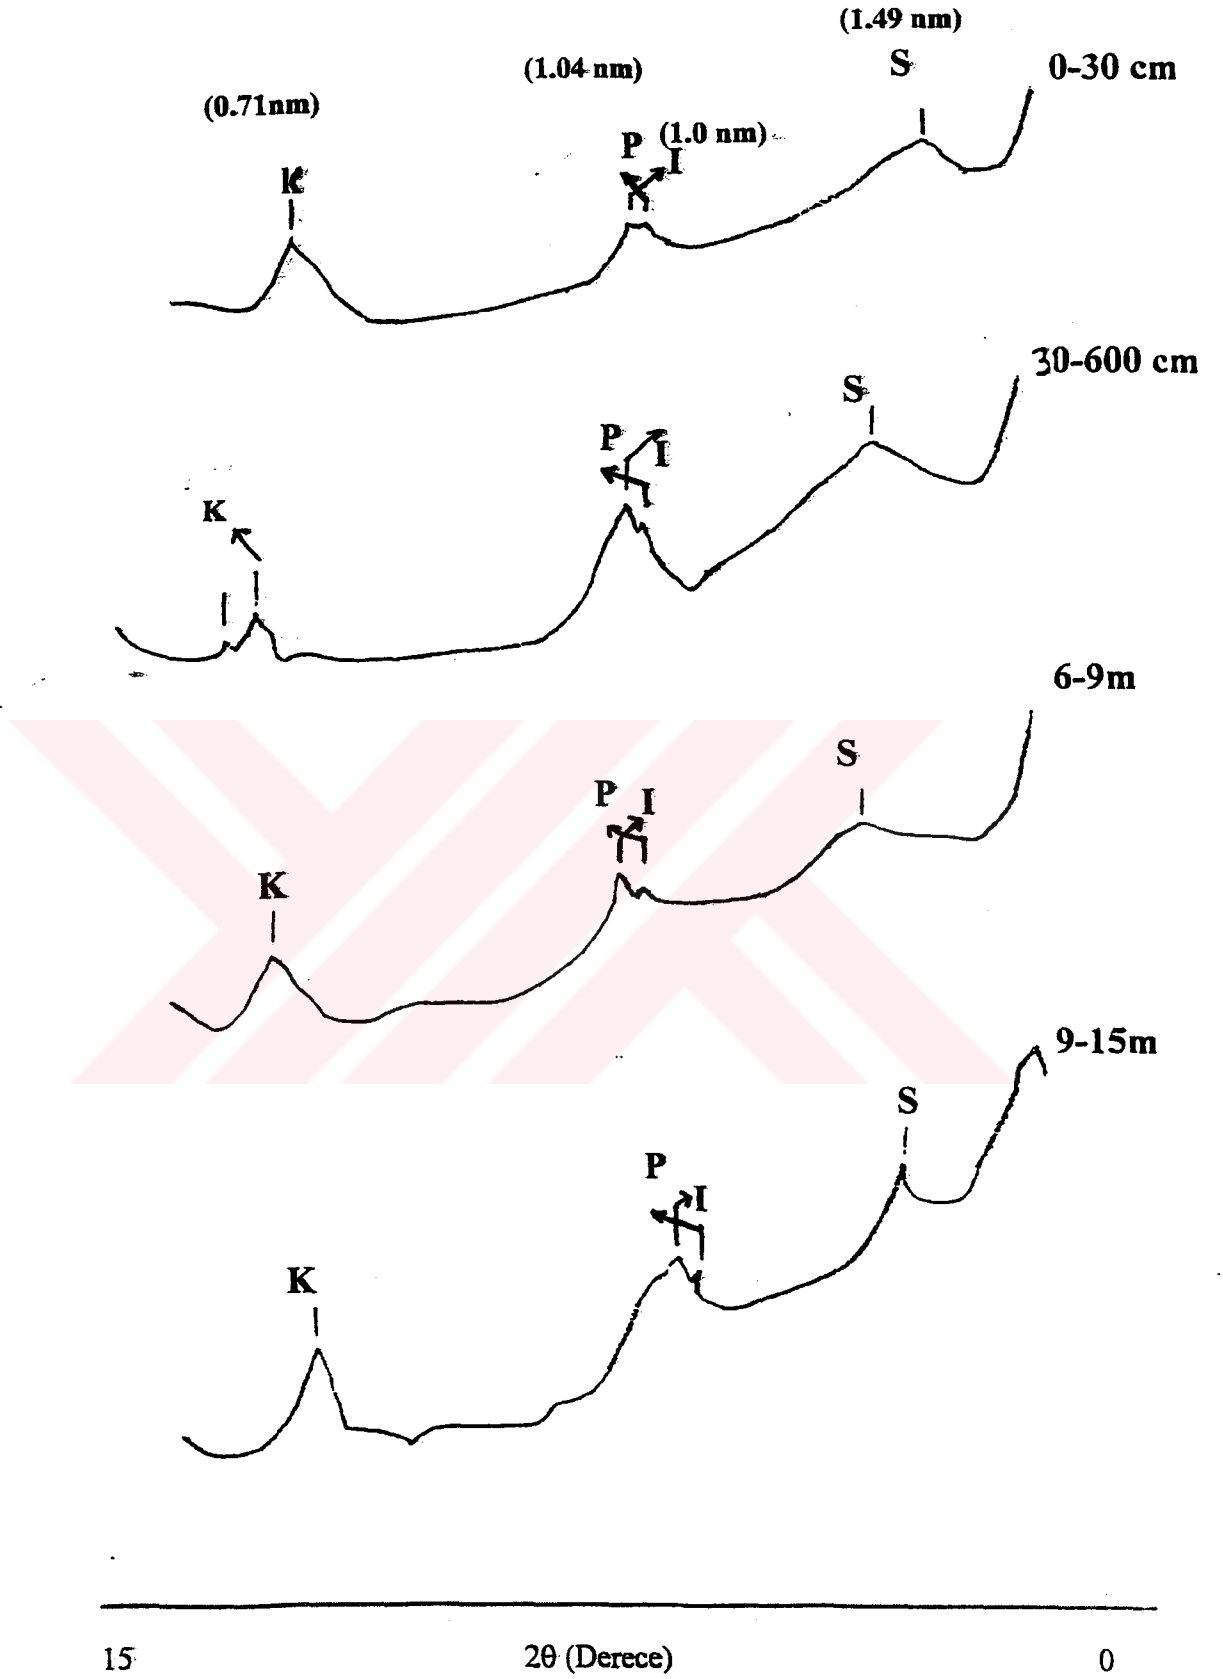 (1.49 nm)
S
0-30 cm
(1.04 nm)
(0.71nm)
(1.0 nm)
P
I
K
30-600 cm
S
P
I
K
6-9m
S
P
I
K
9-15m
S
P
I
K
15
2θ (Derece)
0